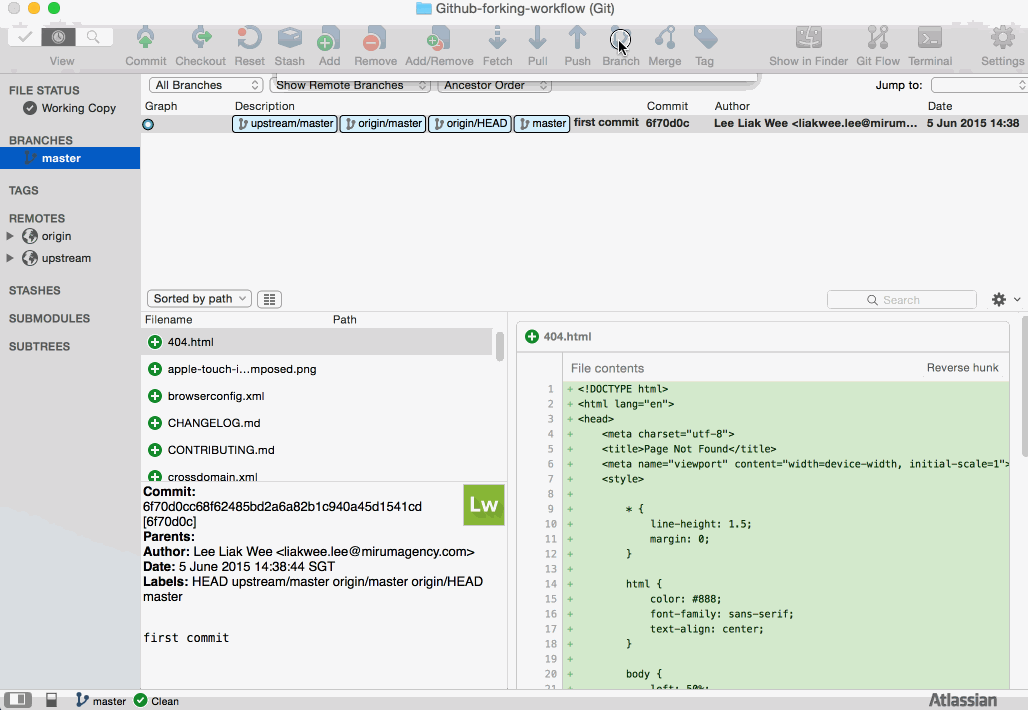 Github-forking-workflow (Git)
View Commit Checkout Reset Stash Add Remove Add/Remove Fetch Pull Push Branch Merge Tag Show in Finder Git Flow Terminal Settings
FILE STATUS
Working Copy
BRANCHES
master
TAGS
REMOTES
origin
upstream
STASHES
SUBMODULES
SUBTREES
All Branches Show Remote Branches Ancestor Order Jump to:
Graph Description Commit Author Date
upstream/master origin/master origin/HEAD master first commit 6f70d0c Lee Liak Wee <liakwee.lee@mirum... 5 Jun 2015 14:38
Sorted by path Search
Filename Path
404.html
apple-touch-i...mposed.png
browserconfig.xml
CHANGELOG.md
CONTRIBUTING.md
crossdomain.xml
Commit:
6f70d0cc68f62485bd2a6a82b1c940a45d1541cd
[6f70d0c]
Parents:
Author: Lee Liak Wee <liakwee.lee@mirumagency.com>
Date: 5 June 2015 14:38:44 SGT
Labels: HEAD upstream/master origin/master origin/HEAD
master
Lw
first commit
404.html
File contents Reverse hunk
1 + <!DOCTYPE html>
2 + <html lang="en">
3 + <head>
4 + <meta charset="utf-8">
5 + <title>Page Not Found</title>
6 + <meta name="viewport" content="width=device-width, initial-scale=1">
7 + <style>
8 +
9 + * {
10 + line-height: 1.5;
11 + margin: 0;
12 + }
13 +
14 + html {
15 + color: #888;
16 + font-family: sans-serif;
17 + text-align: center;
18 + }
19 +
20 + body {
21 + left: 50%;
master Clean
Atlassian